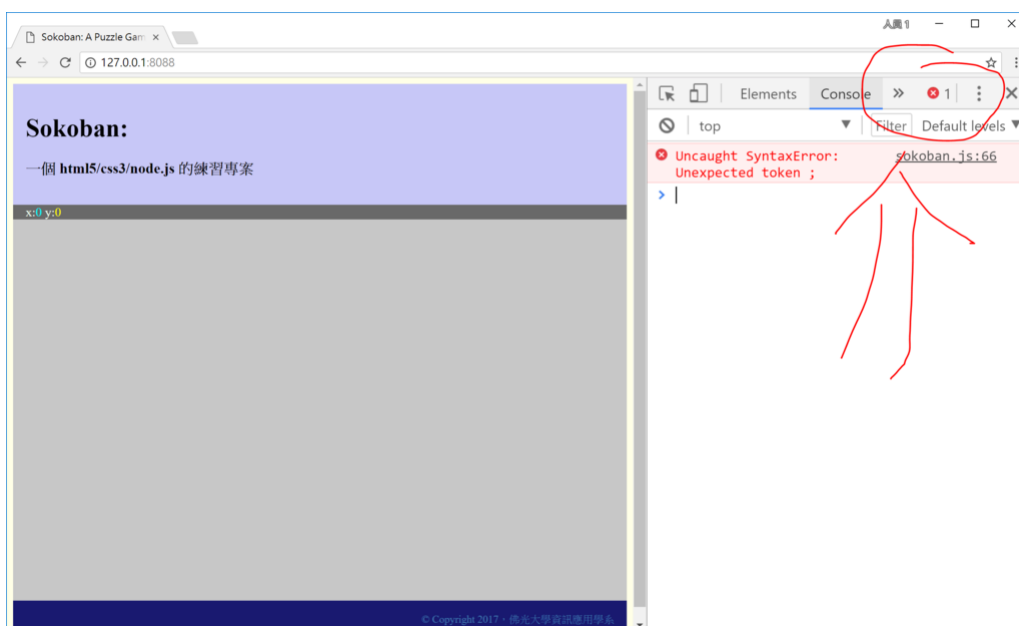 人間1
Sokoban: A Puzzle Gam
127.0.0.1:8088
Elements Console » 1
top Filter Default levels
Sokoban:
一個 html5/css3/node.js 的練習專案
x:0 y:0
Uncaught SyntaxError: sokoban.js:66
Unexpected token ;
>
© Copyright 2017,佛光大學資訊應用學系